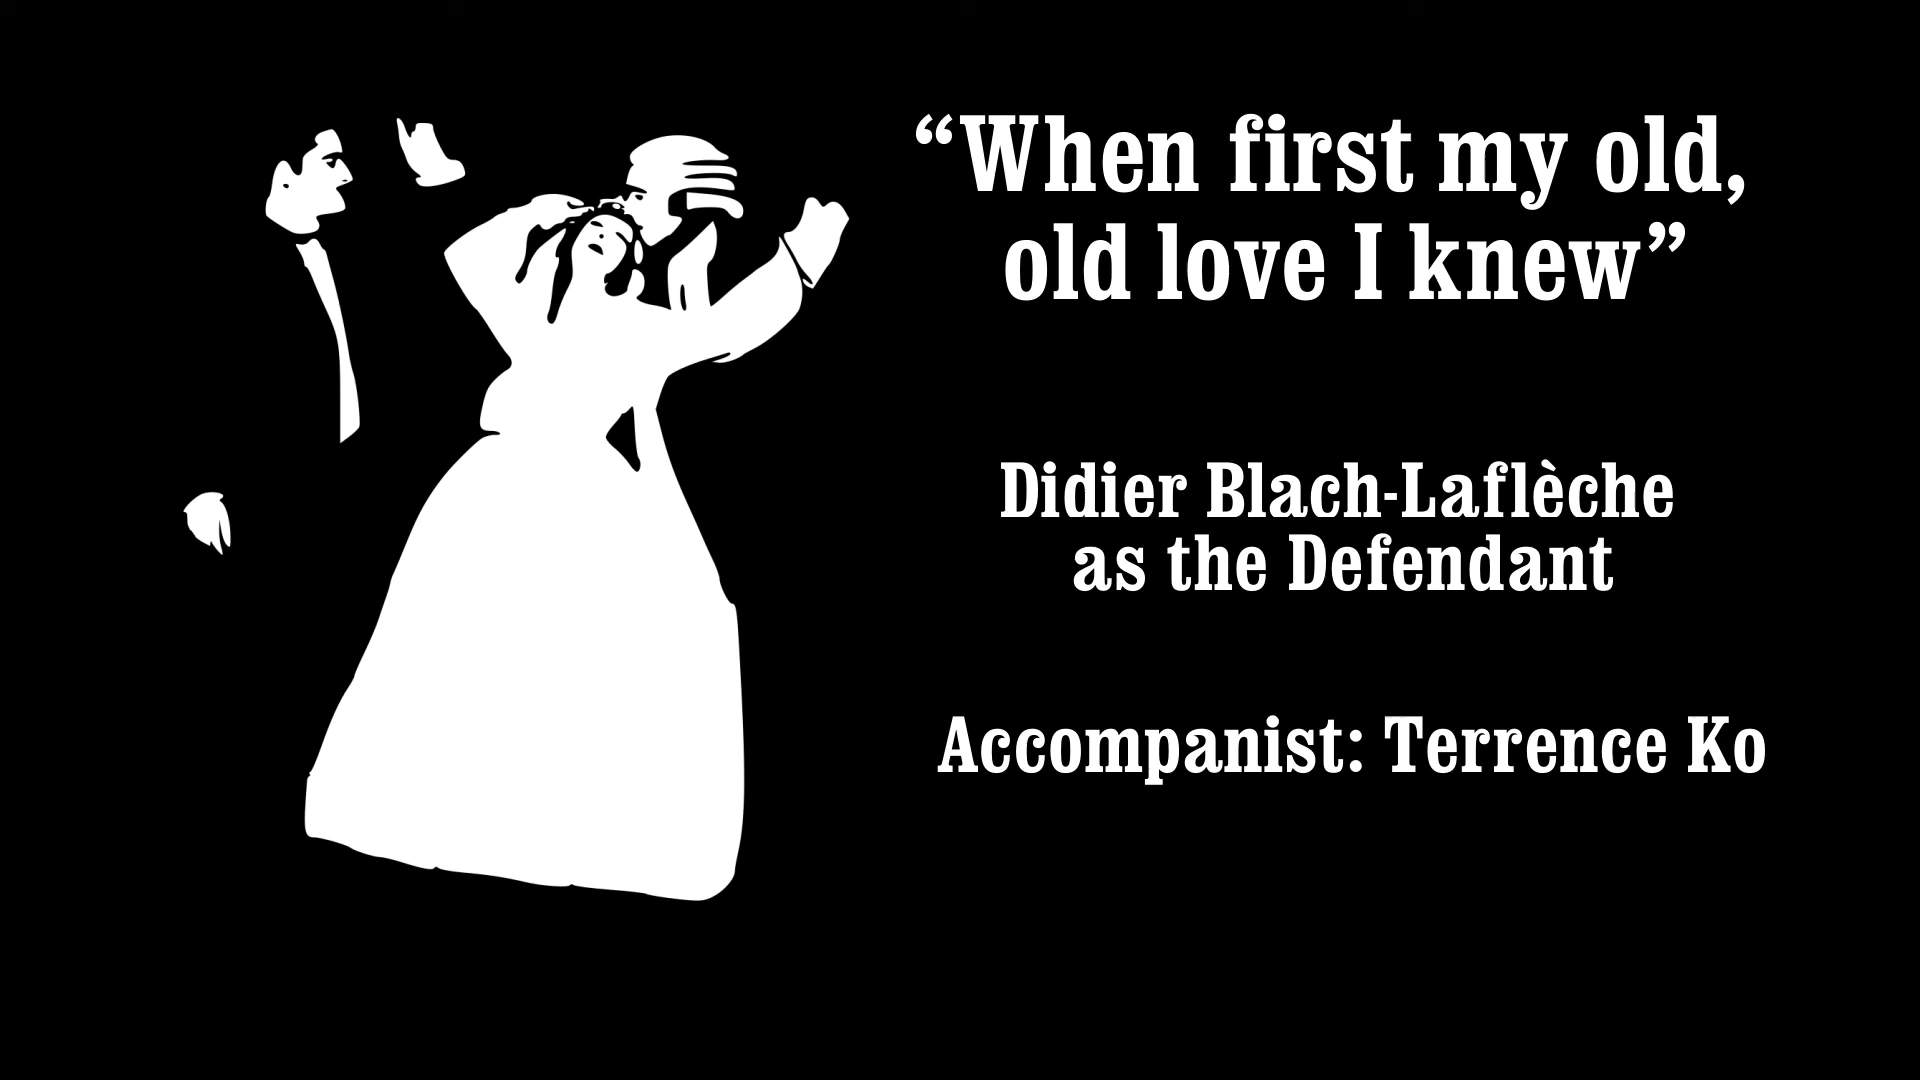 “When first my old,
old love I knew”
Didier Blach-Laflèche
as the Defendant
Accompanist: Terrence Ko